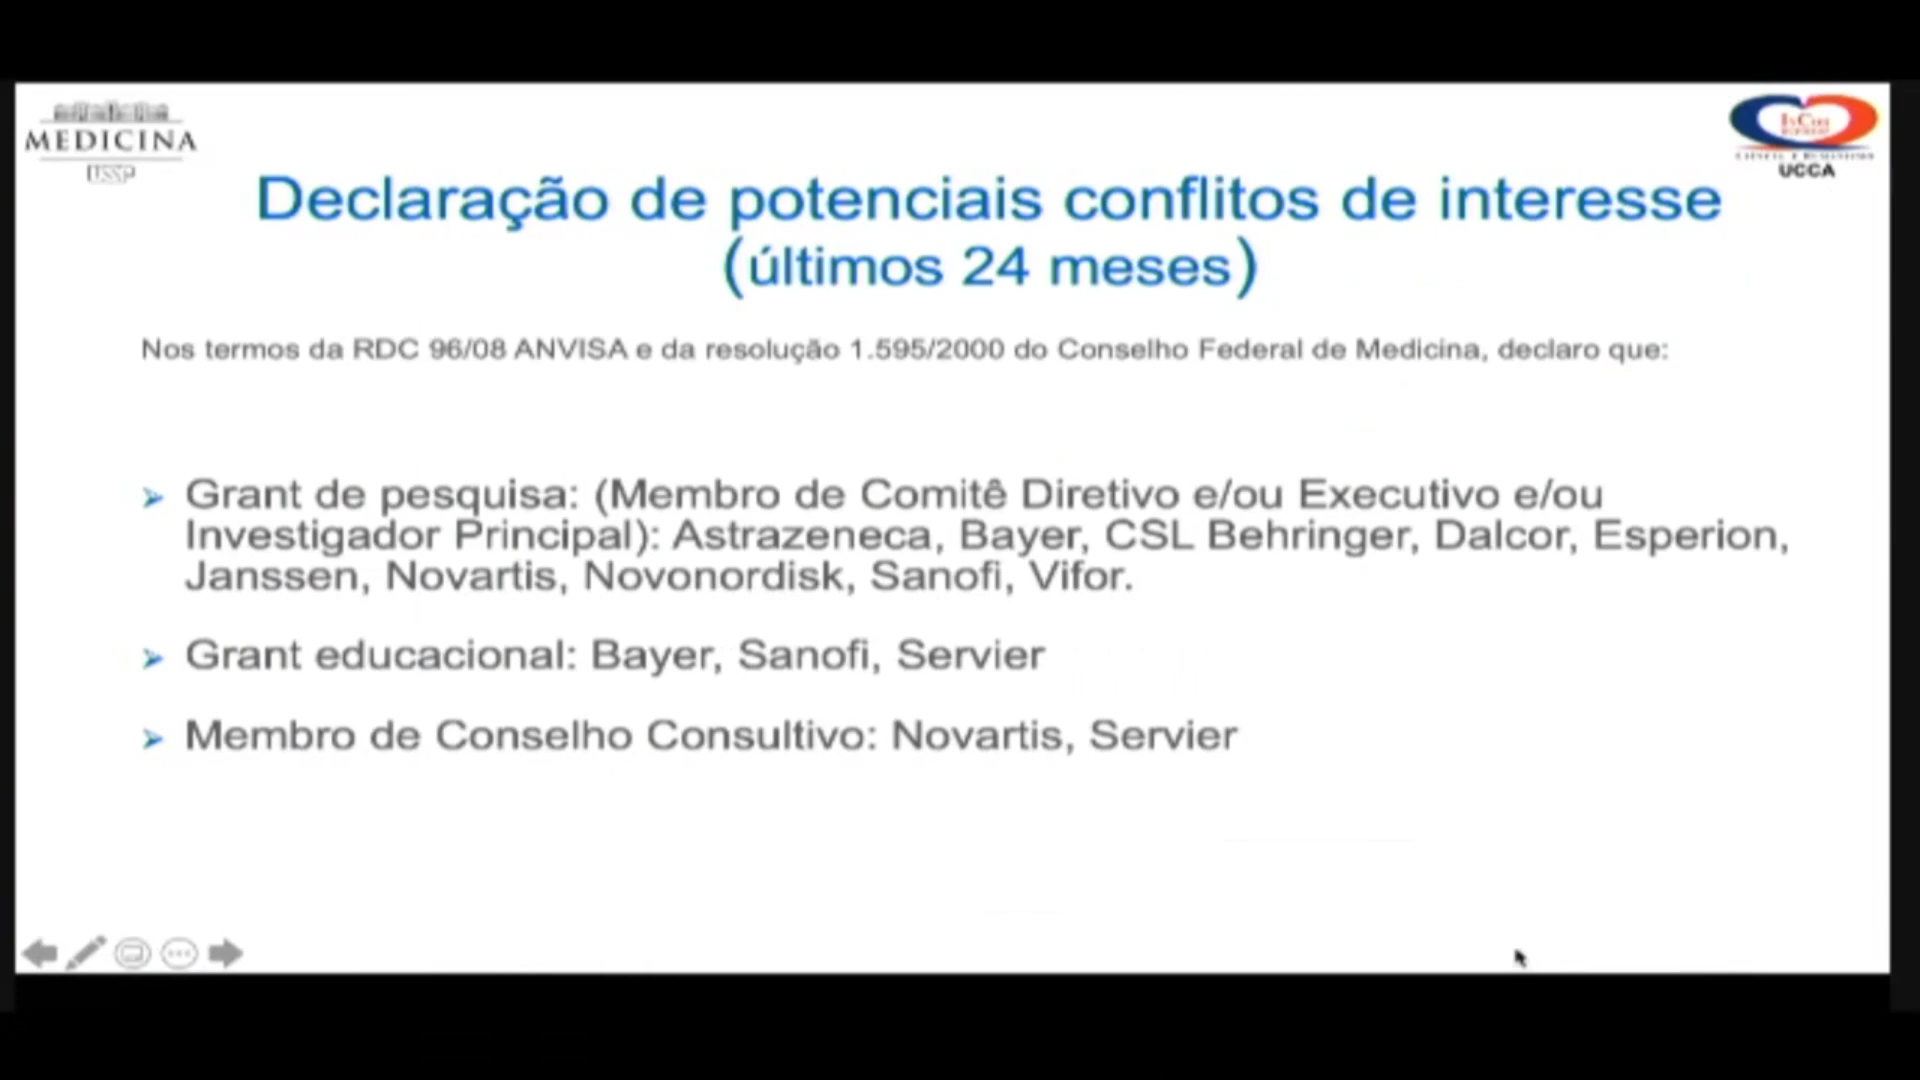 MEDICINA
USP
InCor
UCCA
Declaração de potenciais conflitos de interesse
(últimos 24 meses)
Nos termos da RDC 96/08 ANVISA e da resolução 1.595/2000 do Conselho Federal de Medicina, declaro que:
➢ Grant de pesquisa: (Membro de Comitê Diretivo e/ou Executivo e/ou
Investigador Principal): Astrazeneca, Bayer, CSL Behringer, Dalcor, Esperion,
Janssen, Novartis, Novonordisk, Sanofi, Vifor.
➢ Grant educacional: Bayer, Sanofi, Servier
➢ Membro de Conselho Consultivo: Novartis, Servier